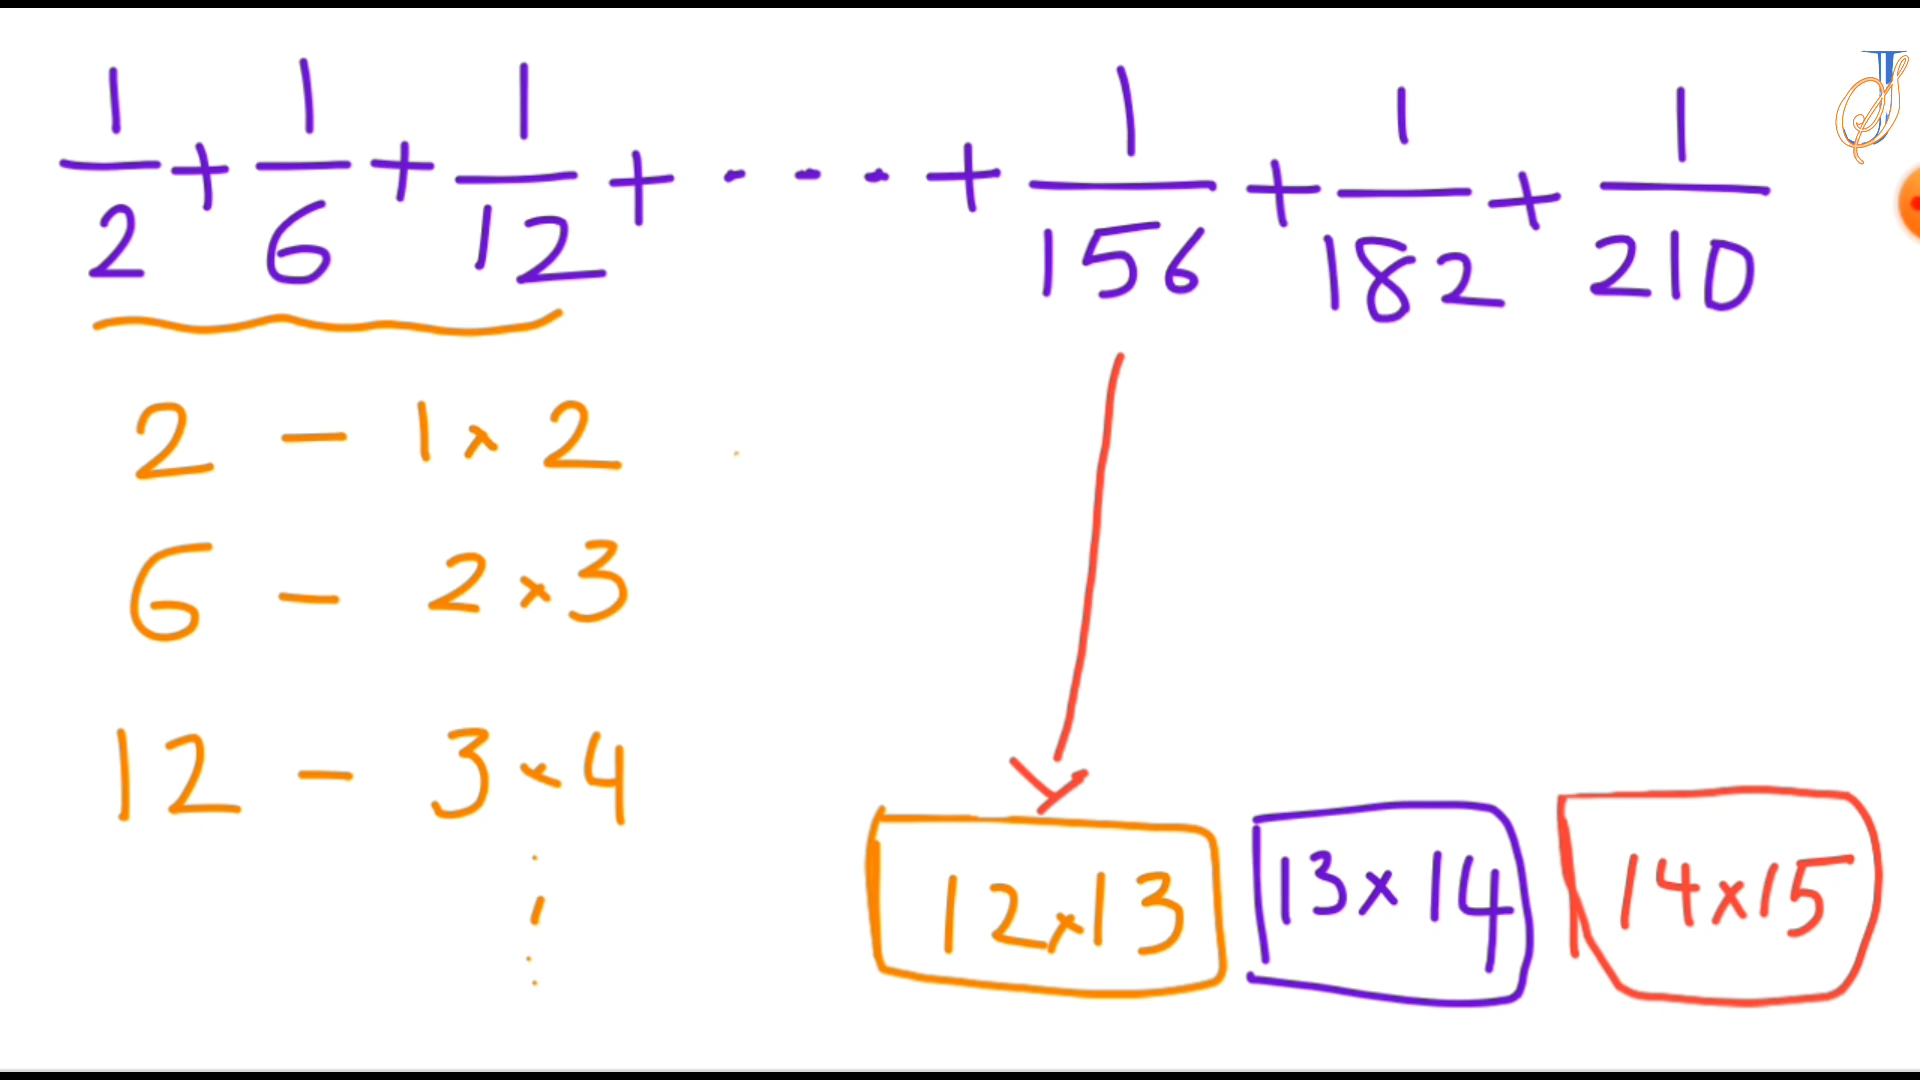 1/2 + 1/6 + 1/12 + ... + 1/156 + 1/182 + 1/210
2 - 1 × 2
6 - 2 × 3
12 - 3 × 4
12 × 13
13 × 14
14 × 15